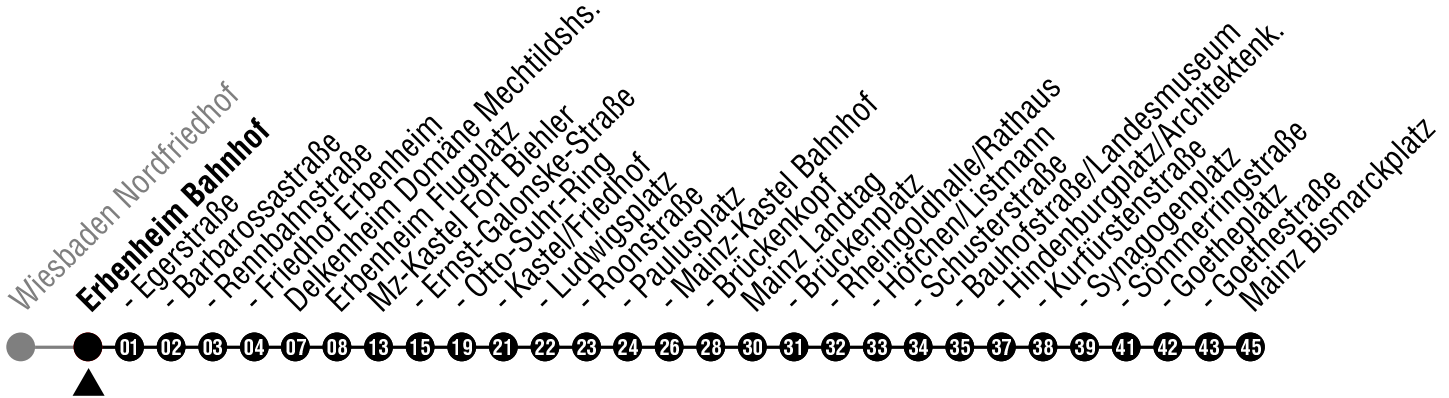 Wiesbaden Nordfriedhof
Erbenheim Bahnhof
- Egerstraße
- Barbarossastraße
- Rennbahnstraße
- Friedhof Erbenheim
Delkenheim Domäne Mechtildshs.
Erbenheim Flugplatz
Mz-Kastel Fort Biehler
- Ernst-Galonske-Straße
- Otto-Suhr-Ring
- Kastel/Friedhof
- Ludwigsplatz
- Roonstraße
- Paulusplatz
- Mainz-Kastel Bahnhof
- Brückenkopf
Mainz Landtag
- Brückenplatz
- Rheingoldhalle/Rathaus
- Höfchen/Listmann
- Schusterstraße
- Bauhofstraße/Landesmuseum
- Hindenburgplatz/Architektenk.
- Kurfürstenstraße
- Synagogenplatz
- Sömmerringstraße
- Goetheplatz
- Goethestraße
Mainz Bismarckplatz
01 02 03 04 07 08 13 15 19 21 22 23 24 26 28 30 31 32 33 34 35 37 38 39 41 42 43 45